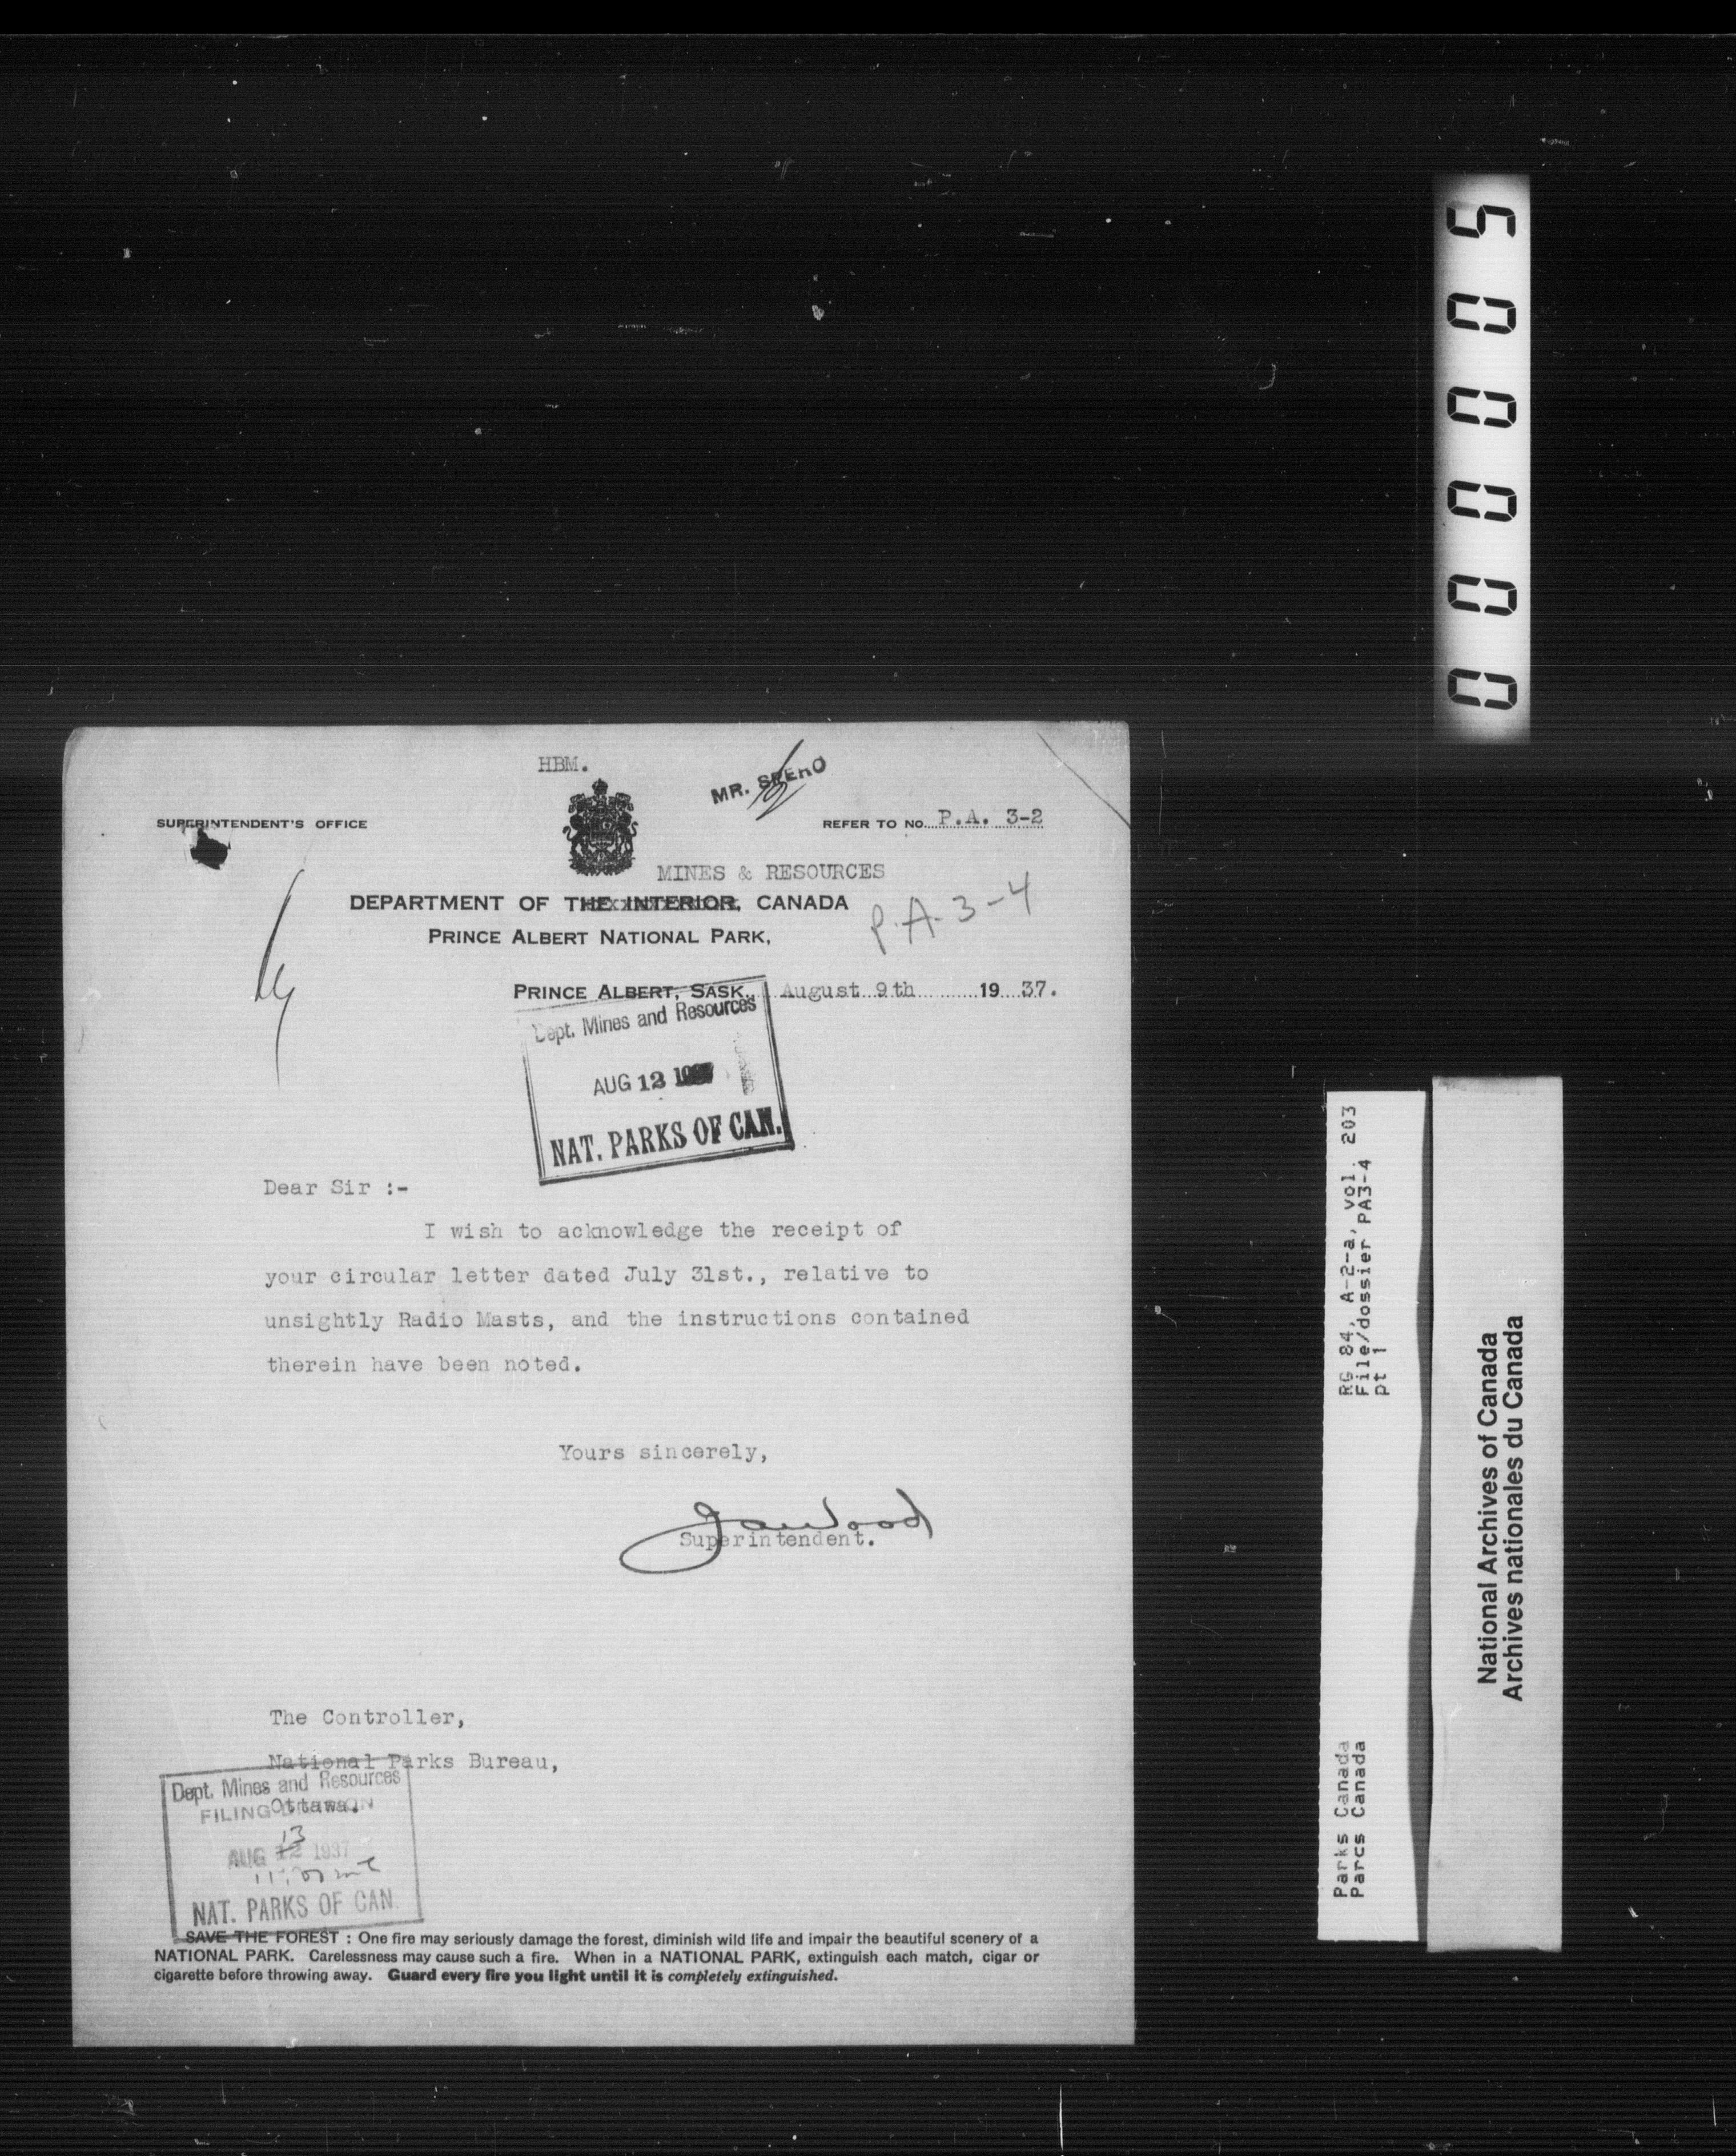 HBM.
MR. SPERO
SUPERINTENDENT'S OFFICE
REFER TO NO. P.A. 3-2
MINES & RESOURCES
DEPARTMENT OF THE INTERIOR, CANADA
P.A-3-4
PRINCE ALBERT NATIONAL PARK,
PRINCE ALBERT, SASK., August 9th 19 37.
Dept. Mines and Resources
AUG 12 1937
NAT. PARKS OF CAN.
Dear Sir :-
I wish to acknowledge the receipt of
your circular letter dated July 31st., relative to
unsightly Radio Masts, and the instructions contained
therein have been noted.
Yours sincerely,
JAWood
Superintendent.
The Controller,
National Parks Bureau,
Ottawa.
Dept. Mines and Resources
FILING DIVISION
13
AUG 12 1937
NAT. PARKS OF CAN.
SAVE THE FOREST : One fire may seriously damage the forest, diminish wild life and impair the beautiful scenery of a
NATIONAL PARK. Carelessness may cause such a fire. When in a NATIONAL PARK, extinguish each match, cigar or
cigarette before throwing away. Guard every fire you light until it is completely extinguished.
000005
RG 84, A-2-a, vol. 203
File/dossier PA3-4
pt 1
Parks Canada
Parcs Canada
National Archives of Canada
Archives nationales du Canada